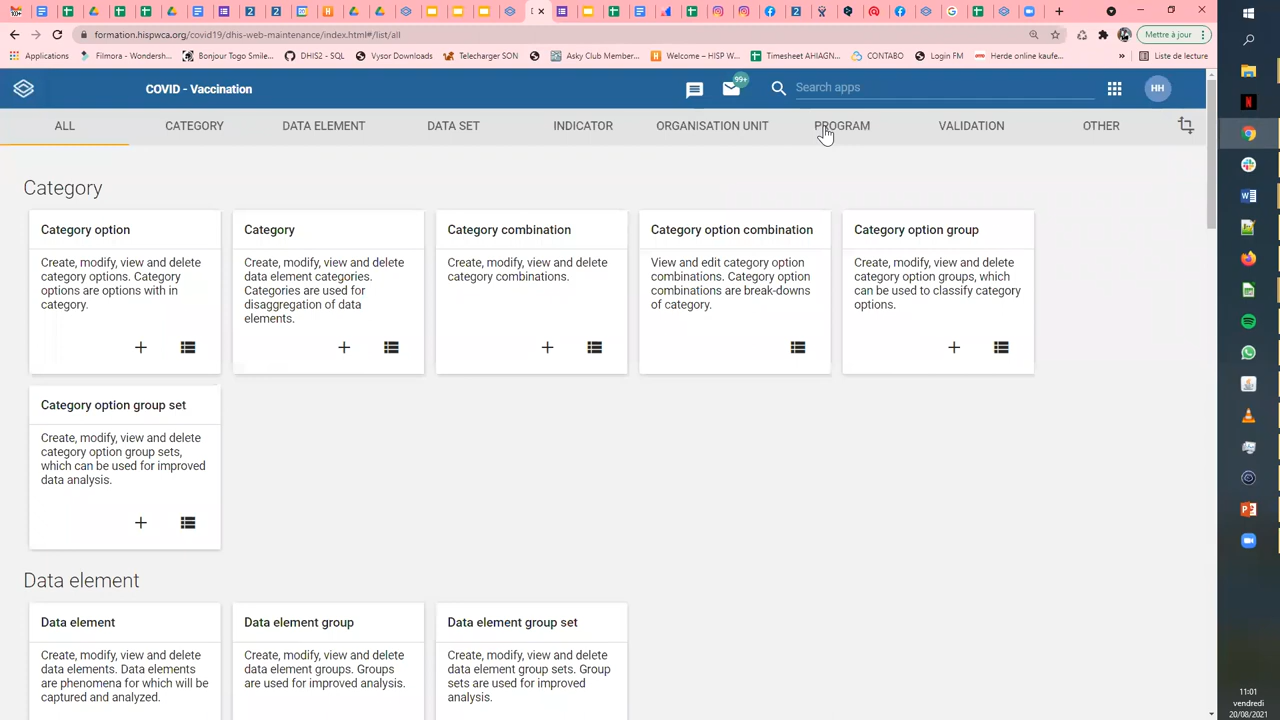 Mettre à jour
formation.hispwca.org/covid19/dhis-web-maintenance/index.html#/list/all
Applications
Filmora - Wondersh...
Bonjour Togo Smile...
DHIS2 - SQL
Vysor Downloads
Telecharger SON
Asky Club Member...
Welcome – HISP W...
Timesheet AHIAGN...
CONTABO
Login FM
Herde online kaufe...
»
Liste de lecture
COVID - Vaccination
99+
Search apps
HH
ALL
CATEGORY
DATA ELEMENT
DATA SET
INDICATOR
ORGANISATION UNIT
PROGRAM
VALIDATION
OTHER
Category
Category option
Create, modify, view and delete
category options. Category
options are options with in
category.
Category
Create, modify, view and delete
data element categories.
Categories are used for
disaggregation of data
elements.
Category combination
Create, modify, view and delete
category combinations.
Category option combination
View and edit category option
combinations. Category option
combinations are break-downs
of category.
Category option group
Create, modify, view and delete
category option groups, which
can be used to classify category
options.
Category option group set
Create, modify, view and delete
category option group sets,
which can be used for improved
data analysis.
Data element
Data element
Create, modify, view and delete
data elements. Data elements
are phenomena for which will be
captured and analyzed.
Data element group
Create, modify, view and delete
data element groups. Groups
are used for improved analysis.
Data element group set
Create, modify, view and delete
data element group sets. Group
sets are used for improved
analysis.
11:01
vendredi
20/08/2021